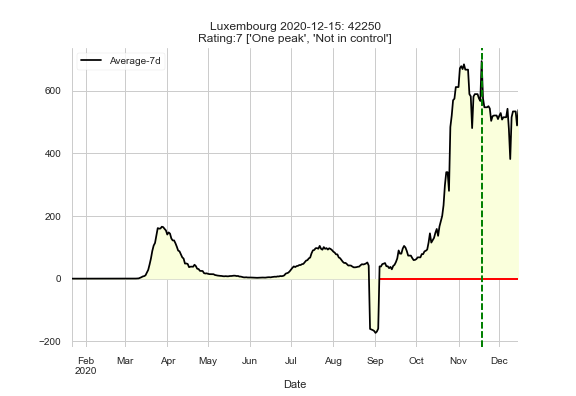 Luxembourg 2020-12-15: 42250
Rating:7 ['One peak', 'Not in control']
Average-7d
600
400
200
0
−200
Feb Mar Apr May Jun Jul Aug Sep Oct Nov Dec
2020
Date